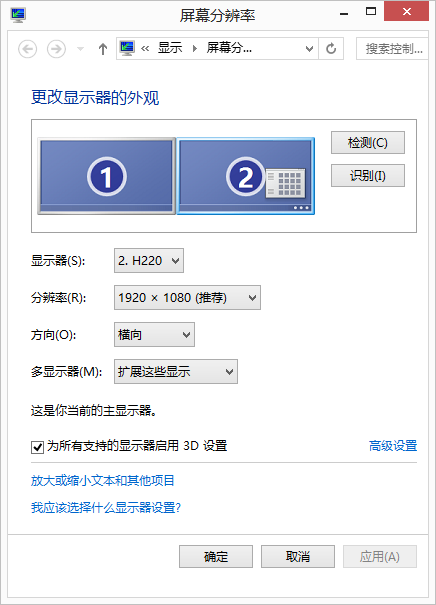 屏幕分辨率
« 显示 屏幕分... 搜索控制...
更改显示器的外观
1 2
检测(C)
识别(I)
显示器(S): 2. H220
分辨率(R): 1920 × 1080 (推荐)
方向(O): 横向
多显示器(M): 扩展这些显示
这是你当前的主显示器。
为所有支持的显示器启用 3D 设置 高级设置
放大或缩小文本和其他项目
我应该选择什么显示器设置?
确定 取消 应用(A)